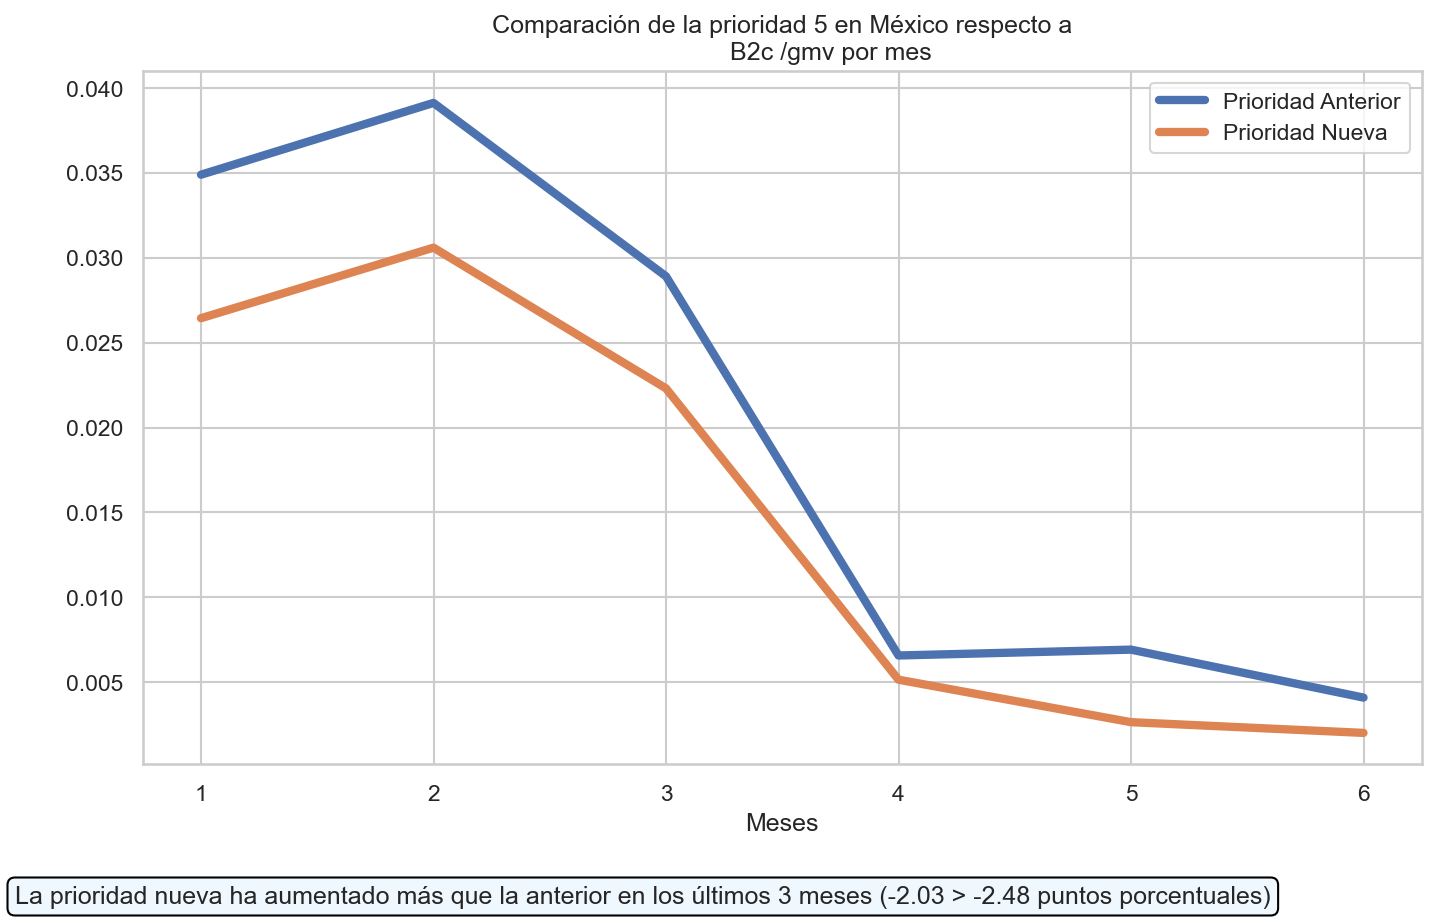 Comparación de la prioridad 5 en México respecto a
B2c /gmv por mes
0.040
0.035
0.030
0.025
0.020
0.015
0.010
0.005
Prioridad Anterior
Prioridad Nueva
1 2 3 4 5 6
Meses
La prioridad nueva ha aumentado más que la anterior en los últimos 3 meses (-2.03 > -2.48 puntos porcentuales)